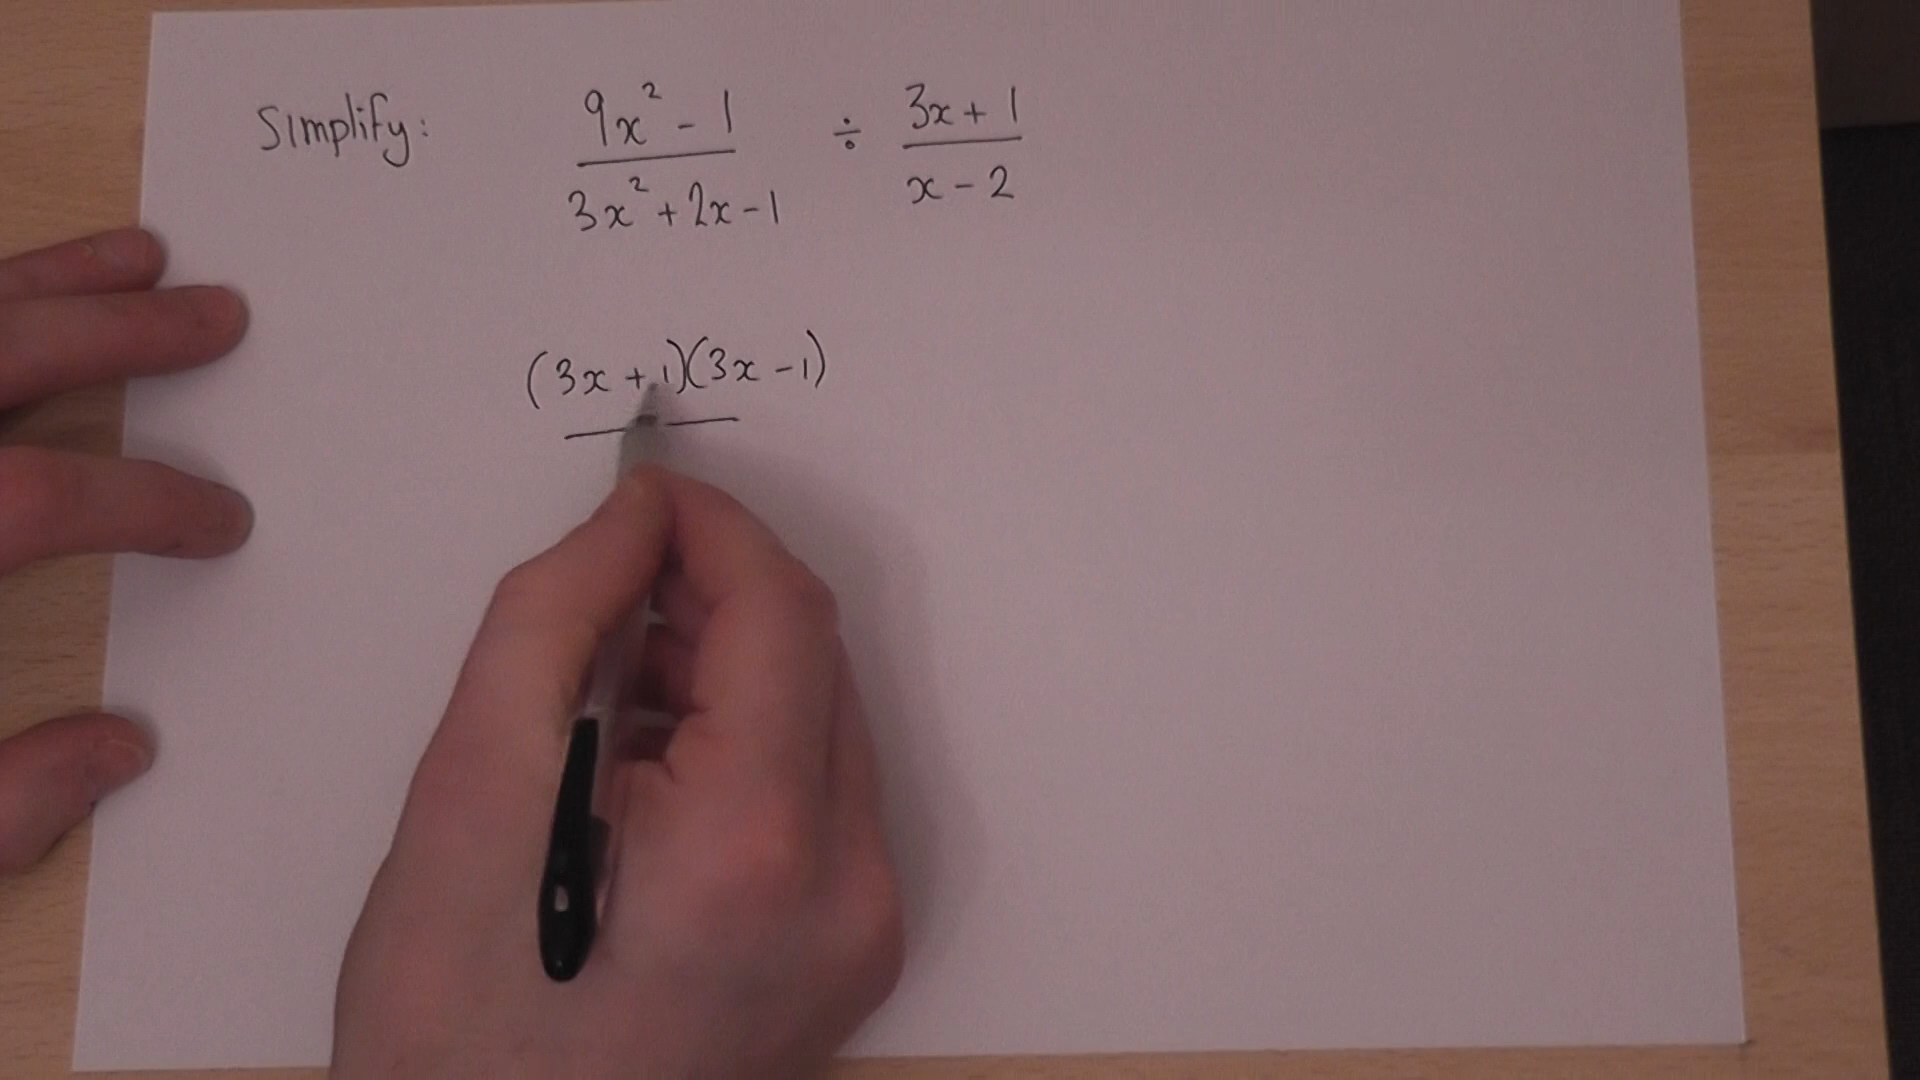 Simplify: 9x² - 1 / 3x² + 2x - 1 ÷ 3x + 1 / x - 2
(3x + 1)(3x - 1)